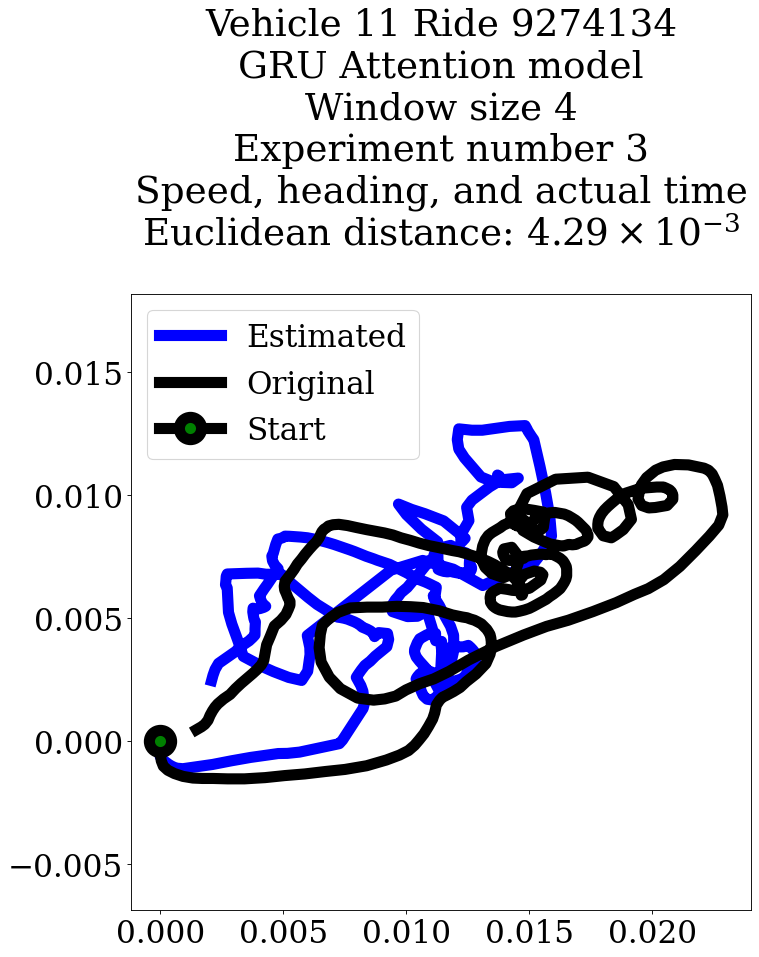 Vehicle 11 Ride 9274134
GRU Attention model
Window size 4
Experiment number 3
Speed, heading, and actual time
Euclidean distance: 4.29 × 10⁻³
Estimated
Original
Start
0.015
0.010
0.005
0.000
−0.005
0.000 0.005 0.010 0.015 0.020